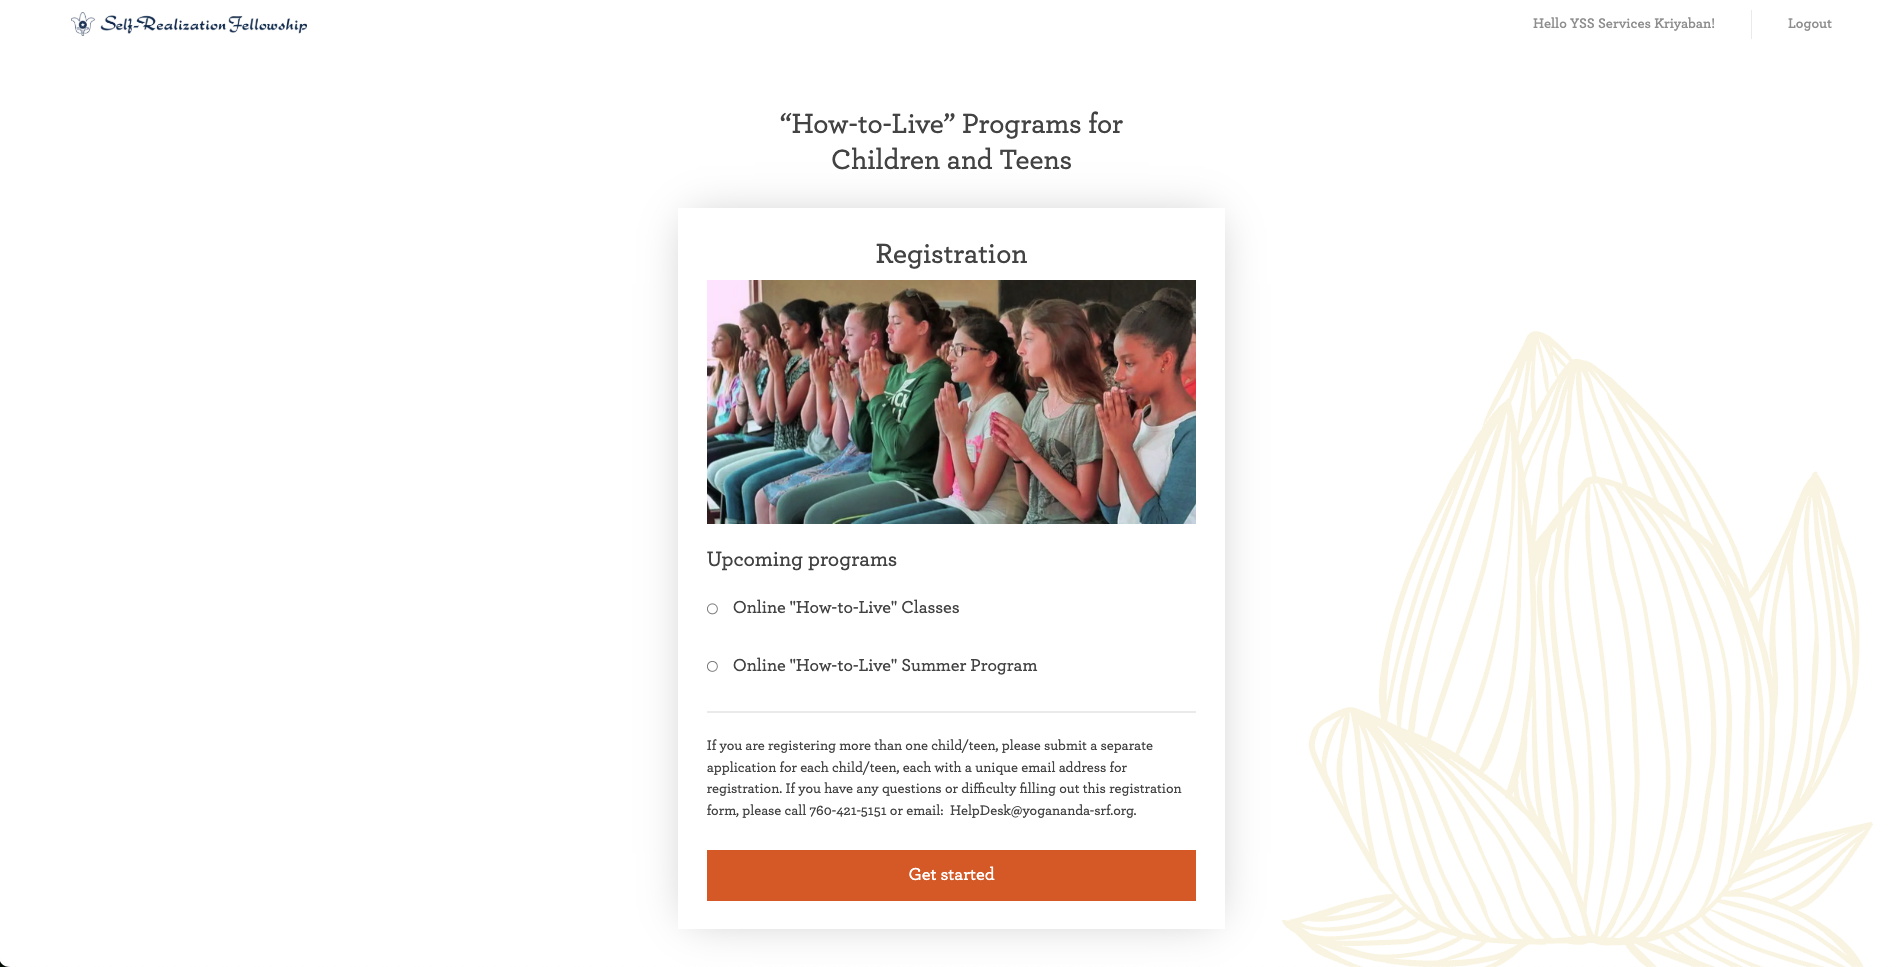 Self-Realization Fellowship
Hello YSS Services Kriyaban!
Logout
“How-to-Live” Programs for
Children and Teens
Registration
Upcoming programs
Online "How-to-Live" Classes
Online "How-to-Live" Summer Program
If you are registering more than one child/teen, please submit a separate
application for each child/teen, each with a unique email address for
registration. If you have any questions or difficulty filling out this registration
form, please call 760-421-5151 or email:  HelpDesk@yogananda-srf.org.
Get started